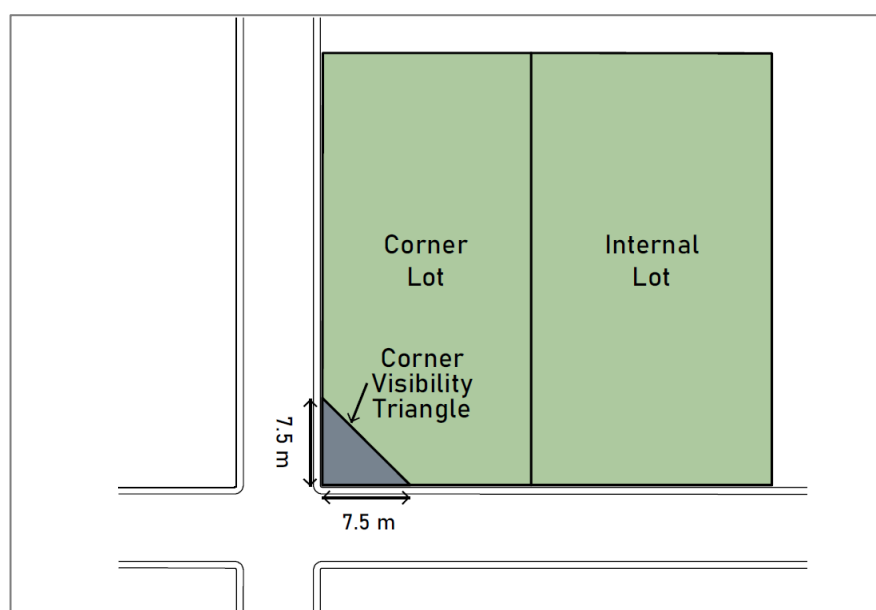 Corner
Lot
Internal
Lot
Corner
Visibility
Triangle
7.5 m
7.5 m